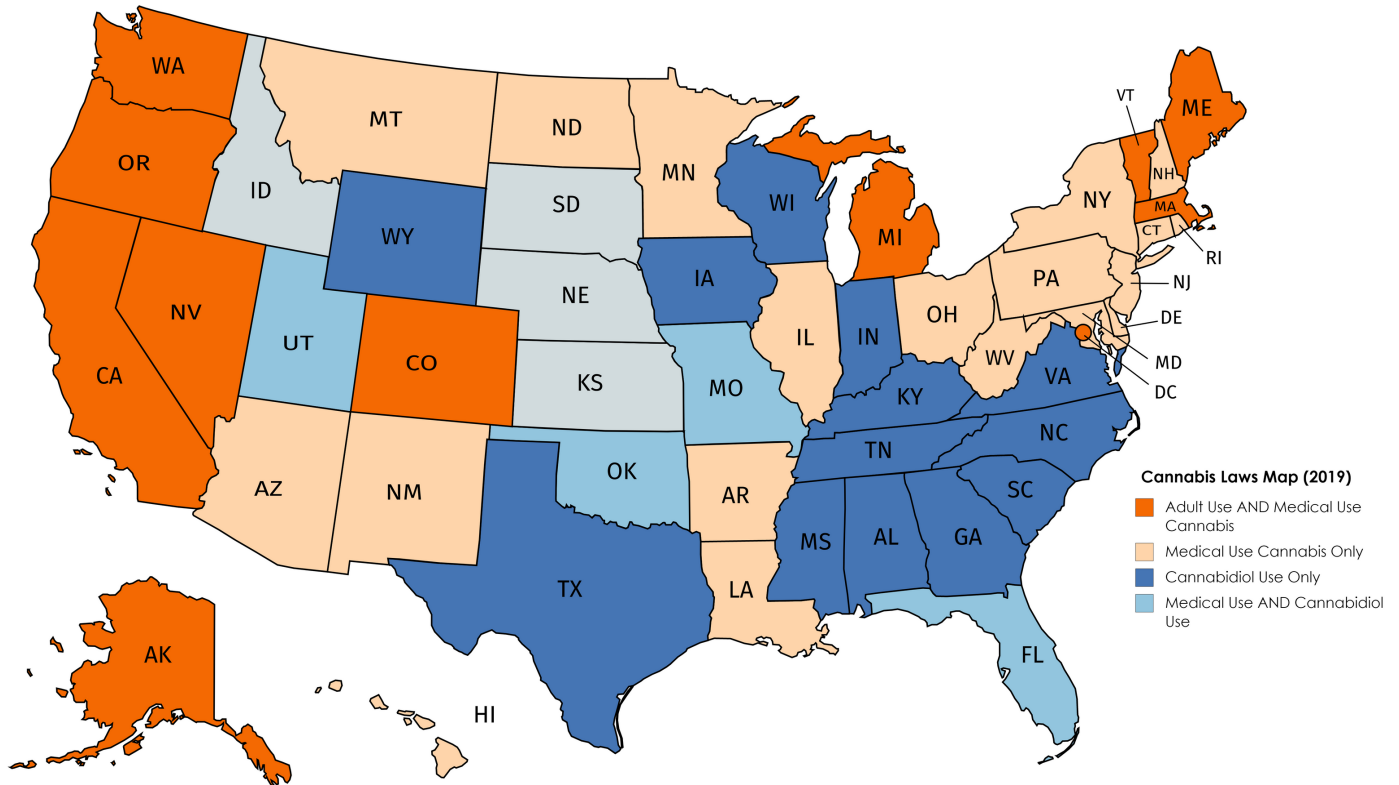 WA
MT
ND
MN
VT
ME
OR
ID
SD
WI
MI
NY
NH
MA
CT
RI
WY
IA
NE
PA
NJ
NV
UT
CO
IL
IN
OH
DE
CA
KS
MO
WV
VA
MD
DC
KY
AZ
NM
OK
AR
TN
NC
SC
TX
LA
MS
AL
GA
FL
AK
HI
Cannabis Laws Map (2019)
Adult Use AND Medical Use
Cannabis
Medical Use Cannabis Only
Cannabidiol Use Only
Medical Use AND Cannabidiol
Use